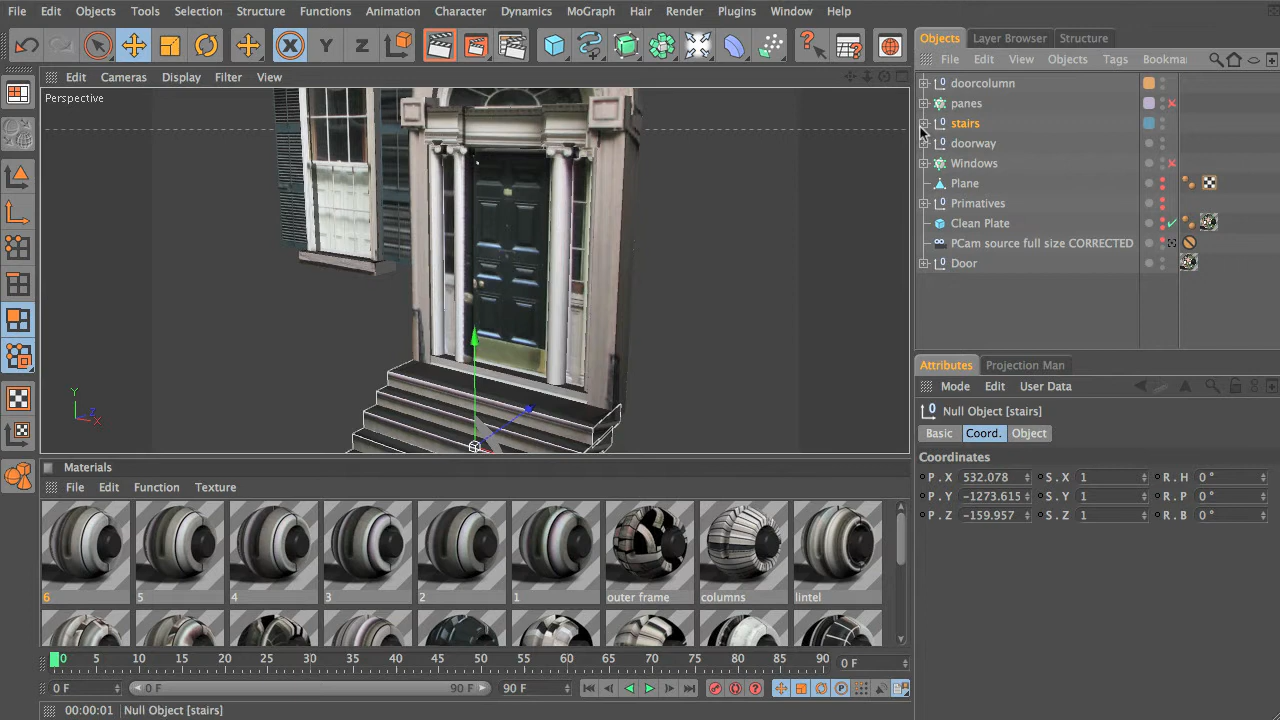 File Edit Objects Tools Selection Structure Functions Animation Character Dynamics MoGraph Hair Render Plugins Window Help
X Y Z
Objects Layer Browser Structure
File Edit View Objects Tags Bookma
Edit Cameras Display Filter View
Perspective
doorcolumn
panes
stairs
doorway
Windows
Plane
Primatives
Clean Plate
PCam source full size CORRECTED
Door
Y
Z
X
Attributes Projection Man
Mode Edit User Data
Null Object [stairs]
Basic Coord. Object
Coordinates
P . X 532.078 S . X 1 R . H 0 °
P . Y -1273.615 S . Y 1 R . P 0 °
P . Z -159.957 S . Z 1 R . B 0 °
Materials
File Edit Function Texture
6 5 4 3 2 1 outer frame columns lintel
0 5 10 15 20 25 30 35 40 45 50 55 60 65 70 75 80 85 90 0 F
0 F 0 F 90 F 90 F
00:00:01 Null Object [stairs]